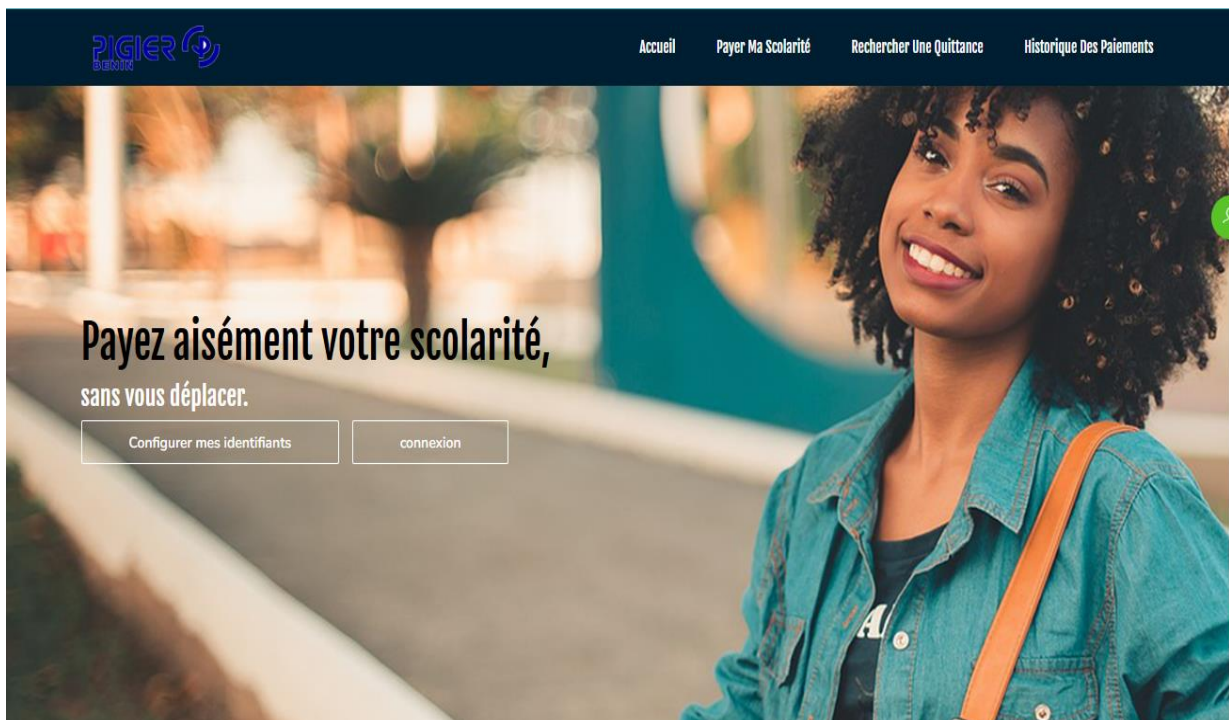 PIGIER
BENIN
Accueil
Payer Ma Scolarité
Rechercher Une Quittance
Historique Des Paiements
Payez aisément votre scolarité,
sans vous déplacer.
Configurer mes identifiants
connexion